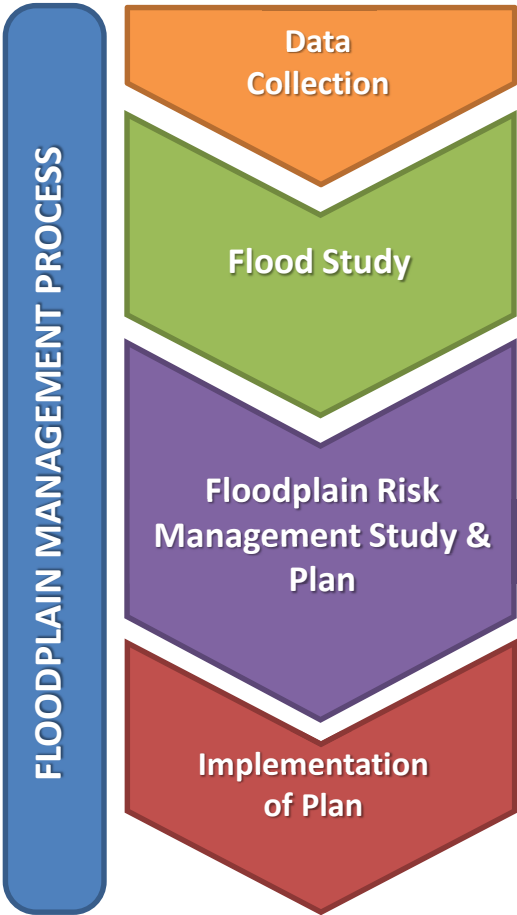 FLOODPLAIN MANAGEMENT PROCESS
Data
Collection
Flood Study
Floodplain Risk
Management Study &
Plan
Implementation
of Plan